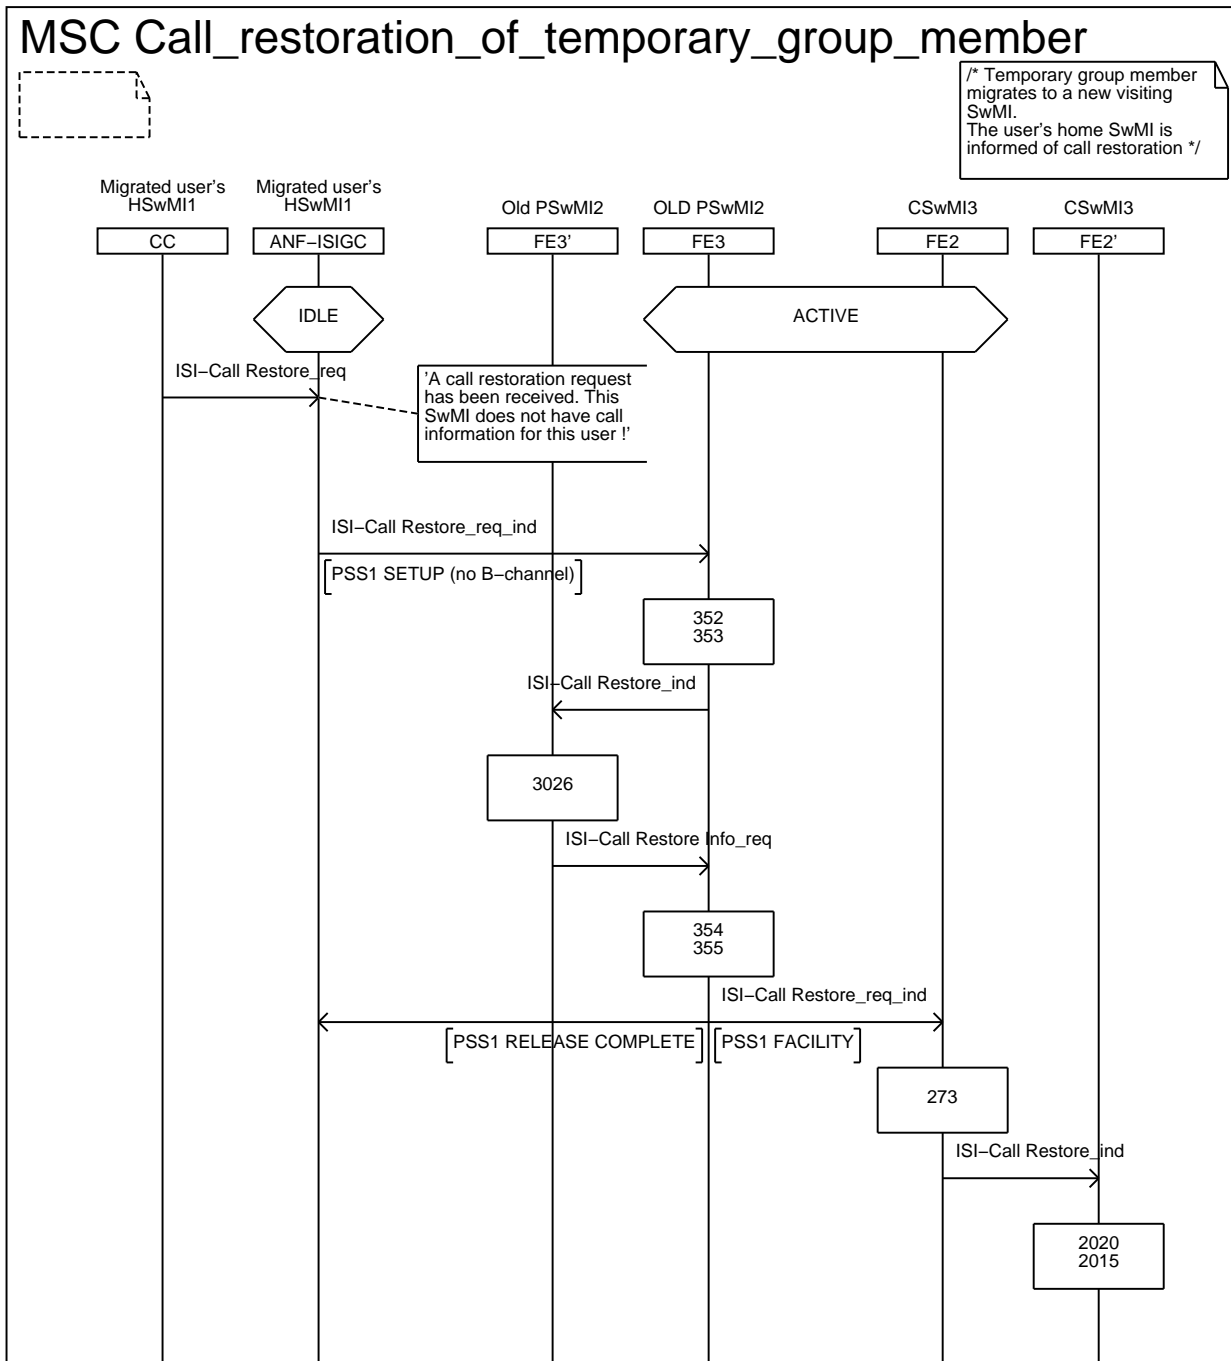 MSC Call_restoration_of_temporary_group_member
/* Temporary group member
migrates to a new visiting
SwMI.
The user's home SwMI is
informed of call restoration */
Migrated user's
HSwMI1
Migrated user's
HSwMI1
Old PSwMI2
OLD PSwMI2
CSwMI3
CSwMI3
CC
ANF−ISIGC
FE3'
FE3
FE2
FE2'
IDLE
ACTIVE
ISI−Call Restore_req
'A call restoration request
has been received. This
SwMI does not have call
information for this user !'
ISI−Call Restore_req_ind
PSS1 SETUP (no B−channel)
352
353
ISI−Call Restore_ind
3026
ISI−Call Restore Info_req
354
355
ISI−Call Restore_req_ind
PSS1 RELEASE COMPLETE
PSS1 FACILITY
273
ISI−Call Restore_ind
2020
2015